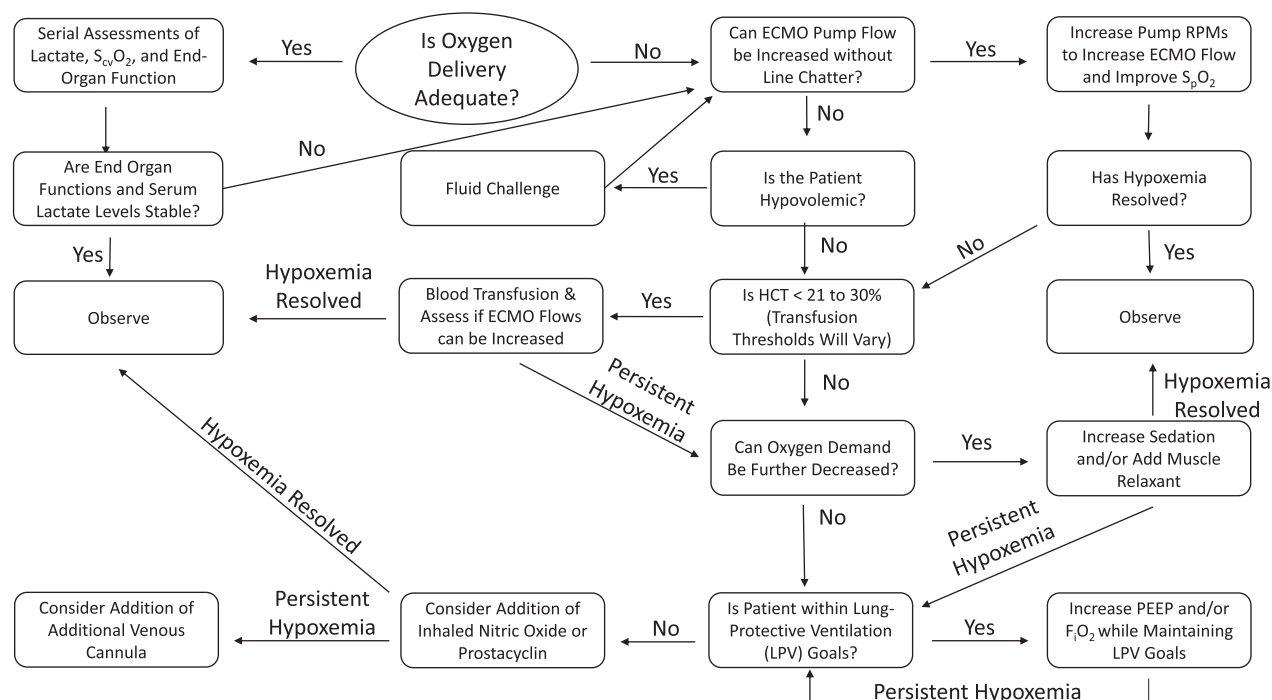 Serial Assessments of
Lactate, ScvO2, and End-
Organ Function
Yes
Is Oxygen
Delivery
Adequate?
No
Can ECMO Pump Flow
be Increased without
Line Chatter?
Yes
Increase Pump RPMs
to Increase ECMO Flow
and Improve SpO2
No
Are End Organ
Functions and Serum
Lactate Levels Stable?
No
Fluid Challenge
Yes
Is the Patient
Hypovolemic?
Has Hypoxemia
Resolved?
Yes
No
No
Yes
Observe
Hypoxemia
Resolved
Blood Transfusion &
Assess if ECMO Flows
can be Increased
Yes
Is HCT < 21 to 30%
(Transfusion
Thresholds Will Vary)
Observe
Persistent
Hypoxemia
No
Hypoxemia
Resolved
Can Oxygen Demand
Be Further Decreased?
Yes
Increase Sedation
and/or Add Muscle
Relaxant
Hypoxemia Resolved
No
Persistent
Hypoxemia
Consider Addition of
Additional Venous
Cannula
Persistent
Hypoxemia
Consider Addition of
Inhaled Nitric Oxide or
Prostacyclin
No
Is Patient within Lung-
Protective Ventilation
(LPV) Goals?
Yes
Increase PEEP and/or
FiO2 while Maintaining
LPV Goals
Persistent Hypoxemia